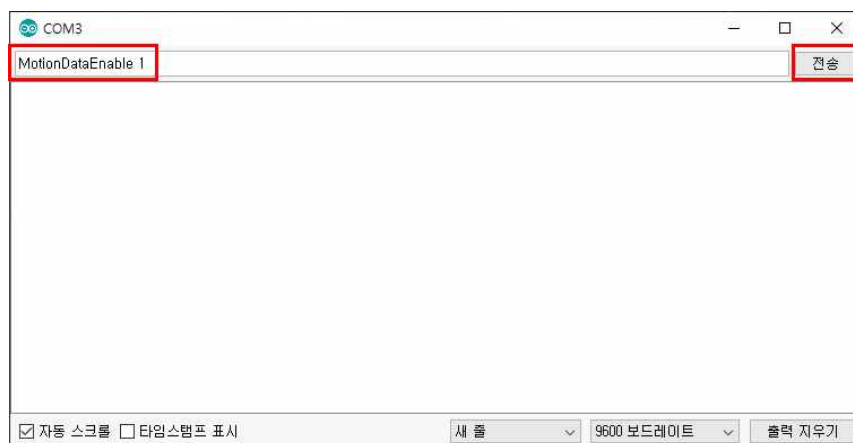 COM3
MotionDataEnable 1
전송
자동 스크롤 타임스탬프 표시 새 줄 9600 보드레이트 출력 지우기